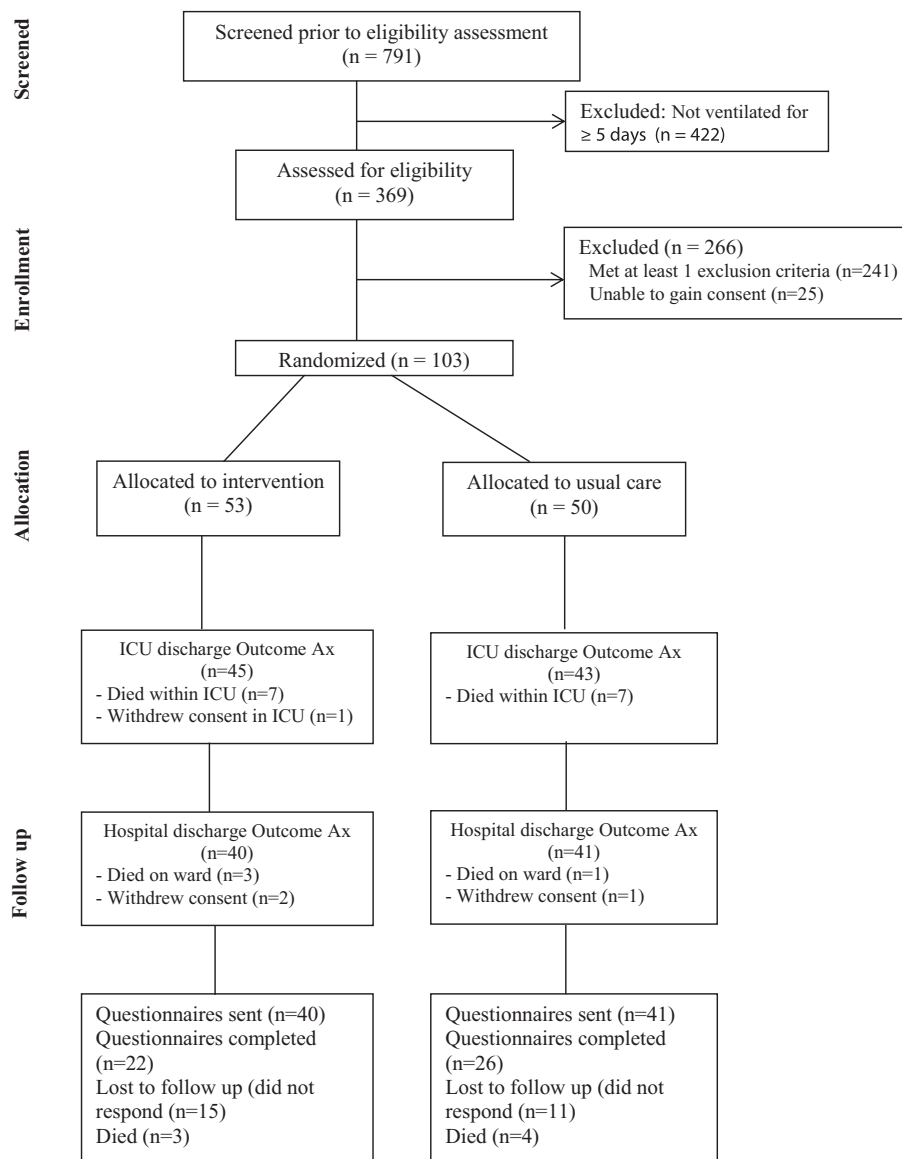 Screened
Screened prior to eligibility assessment
(n = 791)
Excluded: Not ventilated for
≥ 5 days (n = 422)
Assessed for eligibility
(n = 369)
Enrollment
Excluded (n = 266)
Met at least 1 exclusion criteria (n=241)
Unable to gain consent (n=25)
Randomized (n = 103)
Allocation
Allocated to intervention
(n = 53)
Allocated to usual care
(n = 50)
ICU discharge Outcome Ax
(n=45)
- Died within ICU (n=7)
- Withdrew consent in ICU (n=1)
ICU discharge Outcome Ax
(n=43)
- Died within ICU (n=7)
Follow up
Hospital discharge Outcome Ax
(n=40)
- Died on ward (n=3)
- Withdrew consent (n=2)
Hospital discharge Outcome Ax
(n=41)
- Died on ward (n=1)
- Withdrew consent (n=1)
Questionnaires sent (n=40)
Questionnaires completed
(n=22)
Lost to follow up (did not
respond (n=15)
Died (n=3)
Questionnaires sent (n=41)
Questionnaires completed
(n=26)
Lost to follow up (did not
respond (n=11)
Died (n=4)